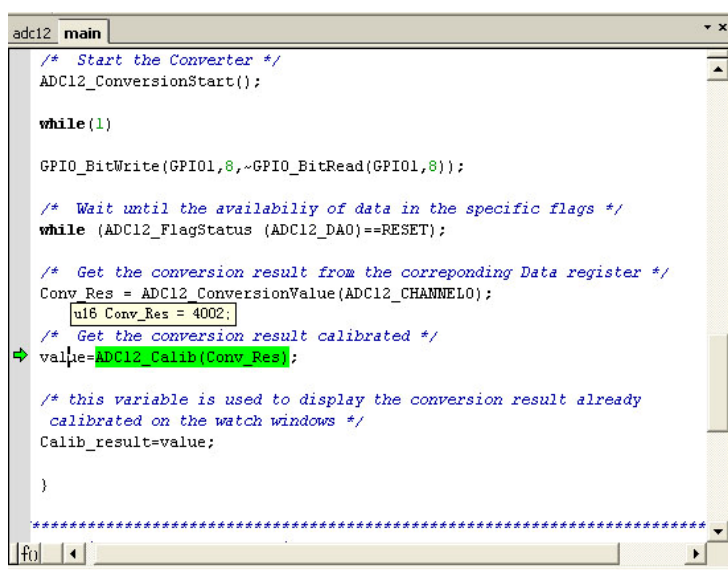 adc12 main
/* Start the Converter */
ADC12_ConversionStart();
while(1)
GPIO_BitWrite(GPIO1,8,~GPIO_BitRead(GPIO1,8));
/* Wait until the availabiliy of data in the specific flags */
while (ADC12_FlagStatus (ADC12_DA0)==RESET);
/* Get the conversion result from the correponding Data register */
Conv_Res = ADC12_ConversionValue(ADC12_CHANNEL0);
u16 Conv_Res = 4002;
/* Get the conversion result calibrated */
value=ADC12_Calib(Conv_Res);
/* this variable is used to display the conversion result already
calibrated on the watch windows */
Calib_result=value;
}
*************************************************************************
f()